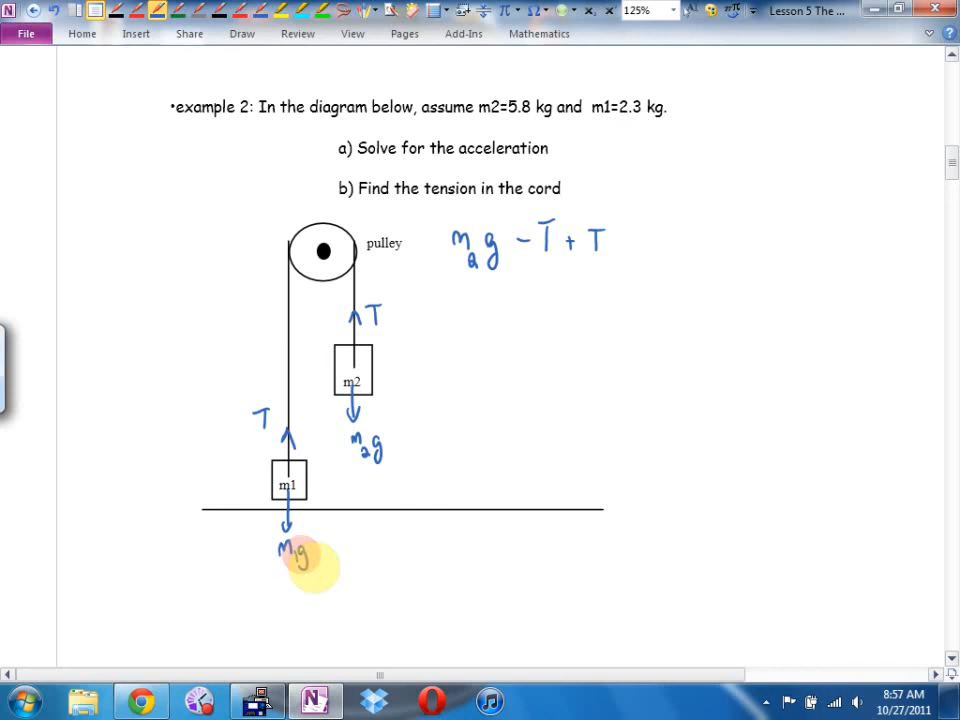 125%
Lesson 5 The ...
File Home Insert Share Draw Review View Pages Add-Ins Mathematics
•example 2: In the diagram below, assume m2=5.8 kg and m1=2.3 kg.
a) Solve for the acceleration
b) Find the tension in the cord
pulley
m₂g - T + T
T
m2
m₂g
T
m1
m₁g
8:57 AM
10/27/2011